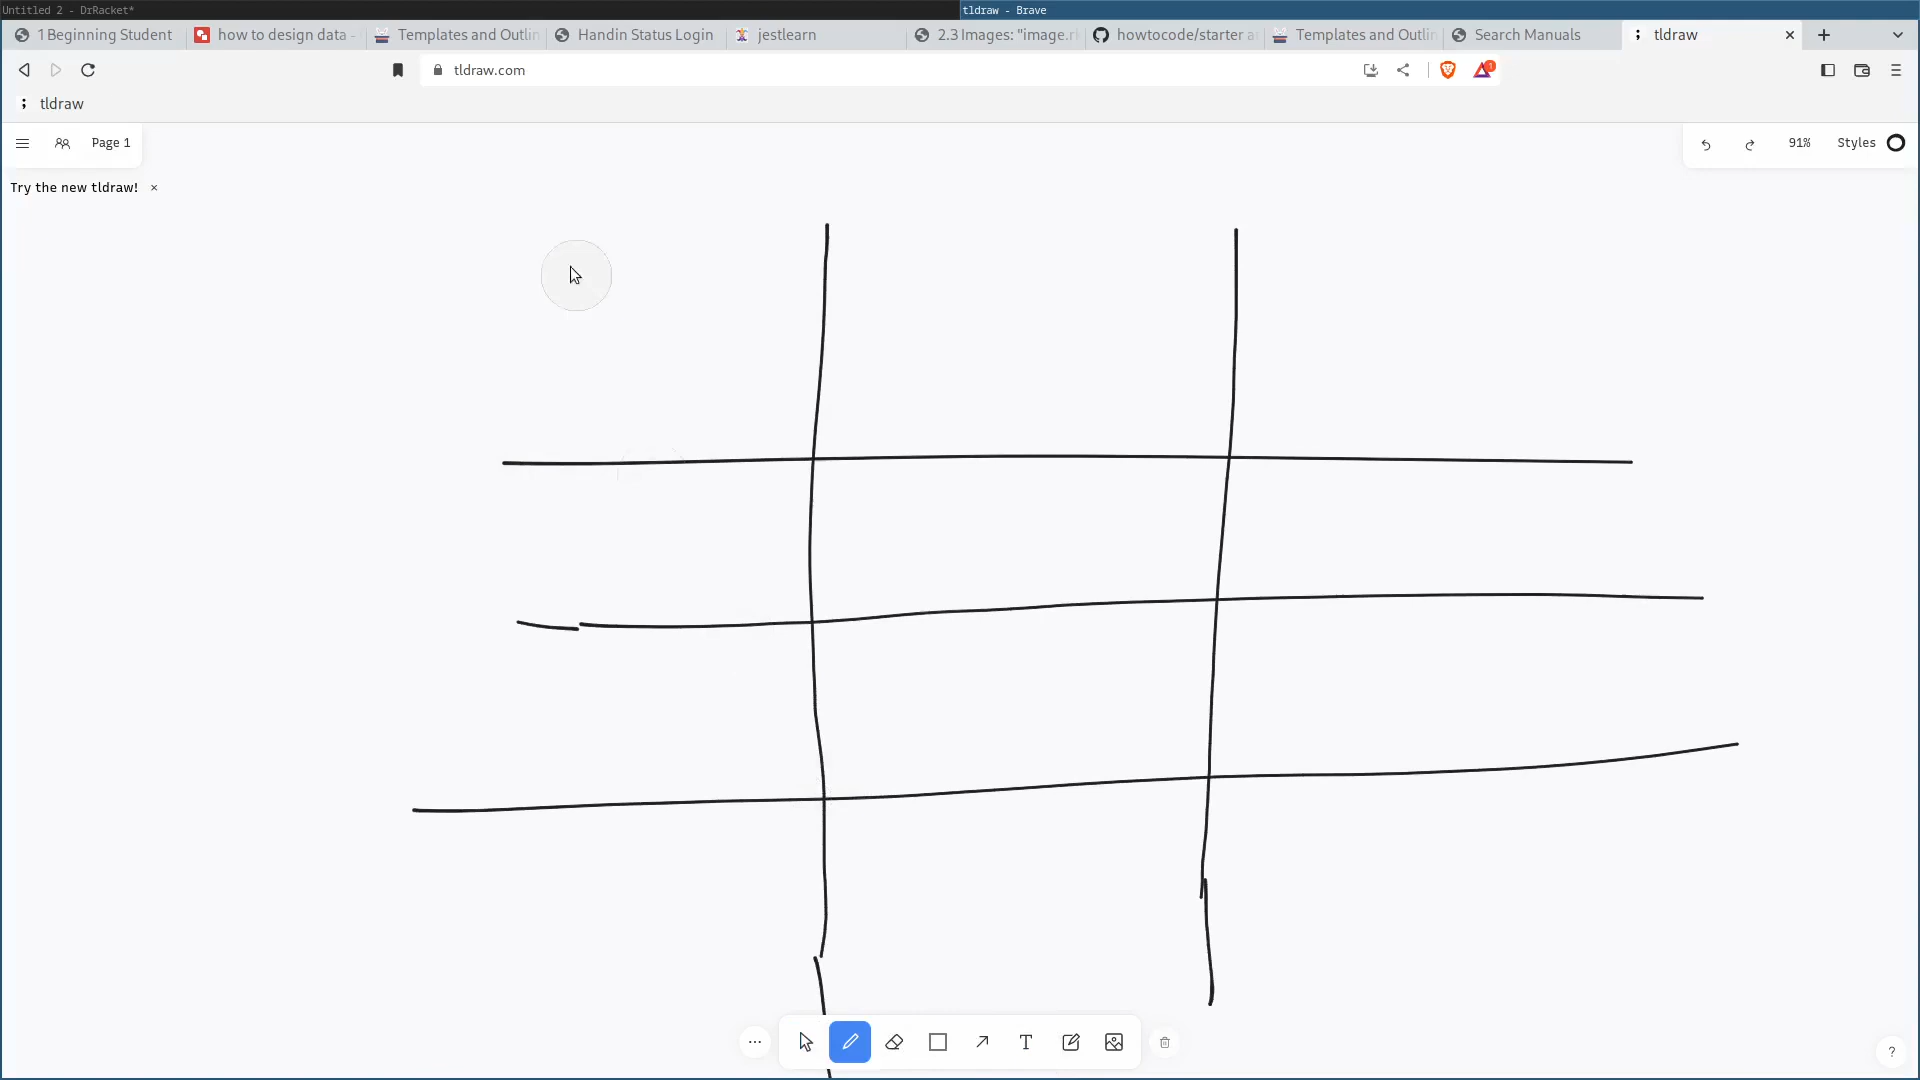 Untitled 2 - DrRacket*
tldraw - Brave
1 Beginning Student
how to design data -
Templates and Outlin
Handin Status Login
jestlearn
2.3 Images: "image.rk
howtocode/starter a
Templates and Outlin
Search Manuals
tldraw
tldraw.com
1
tldraw
Page 1
91%
Styles
Try the new tldraw!
T
?